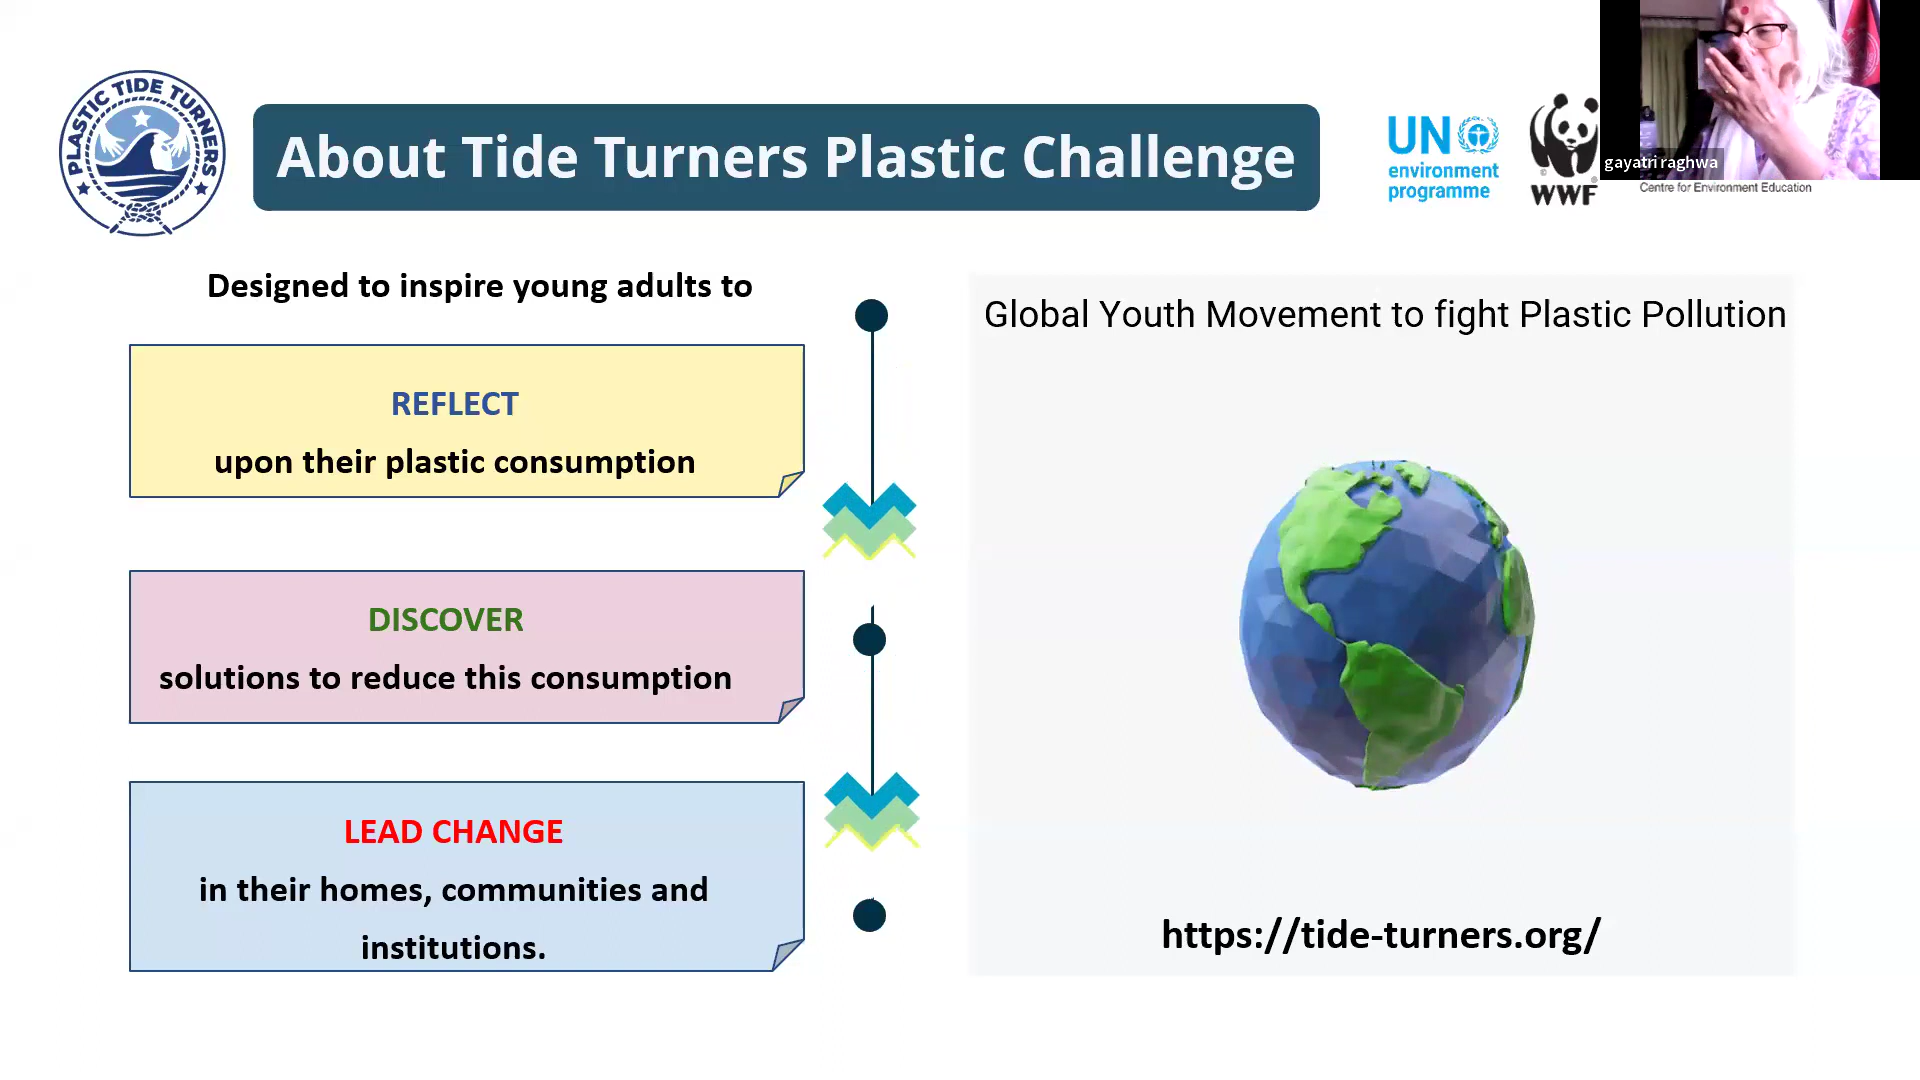 PLASTIC TIDE TURNERS
About Tide Turners Plastic Challenge
UN
environment
programme
WWF
gayatri raghwa
Centre for Environment Education
Designed to inspire young adults to
REFLECT
upon their plastic consumption
DISCOVER
solutions to reduce this consumption
LEAD CHANGE
in their homes, communities and
institutions.
Global Youth Movement to fight Plastic Pollution
https://tide-turners.org/